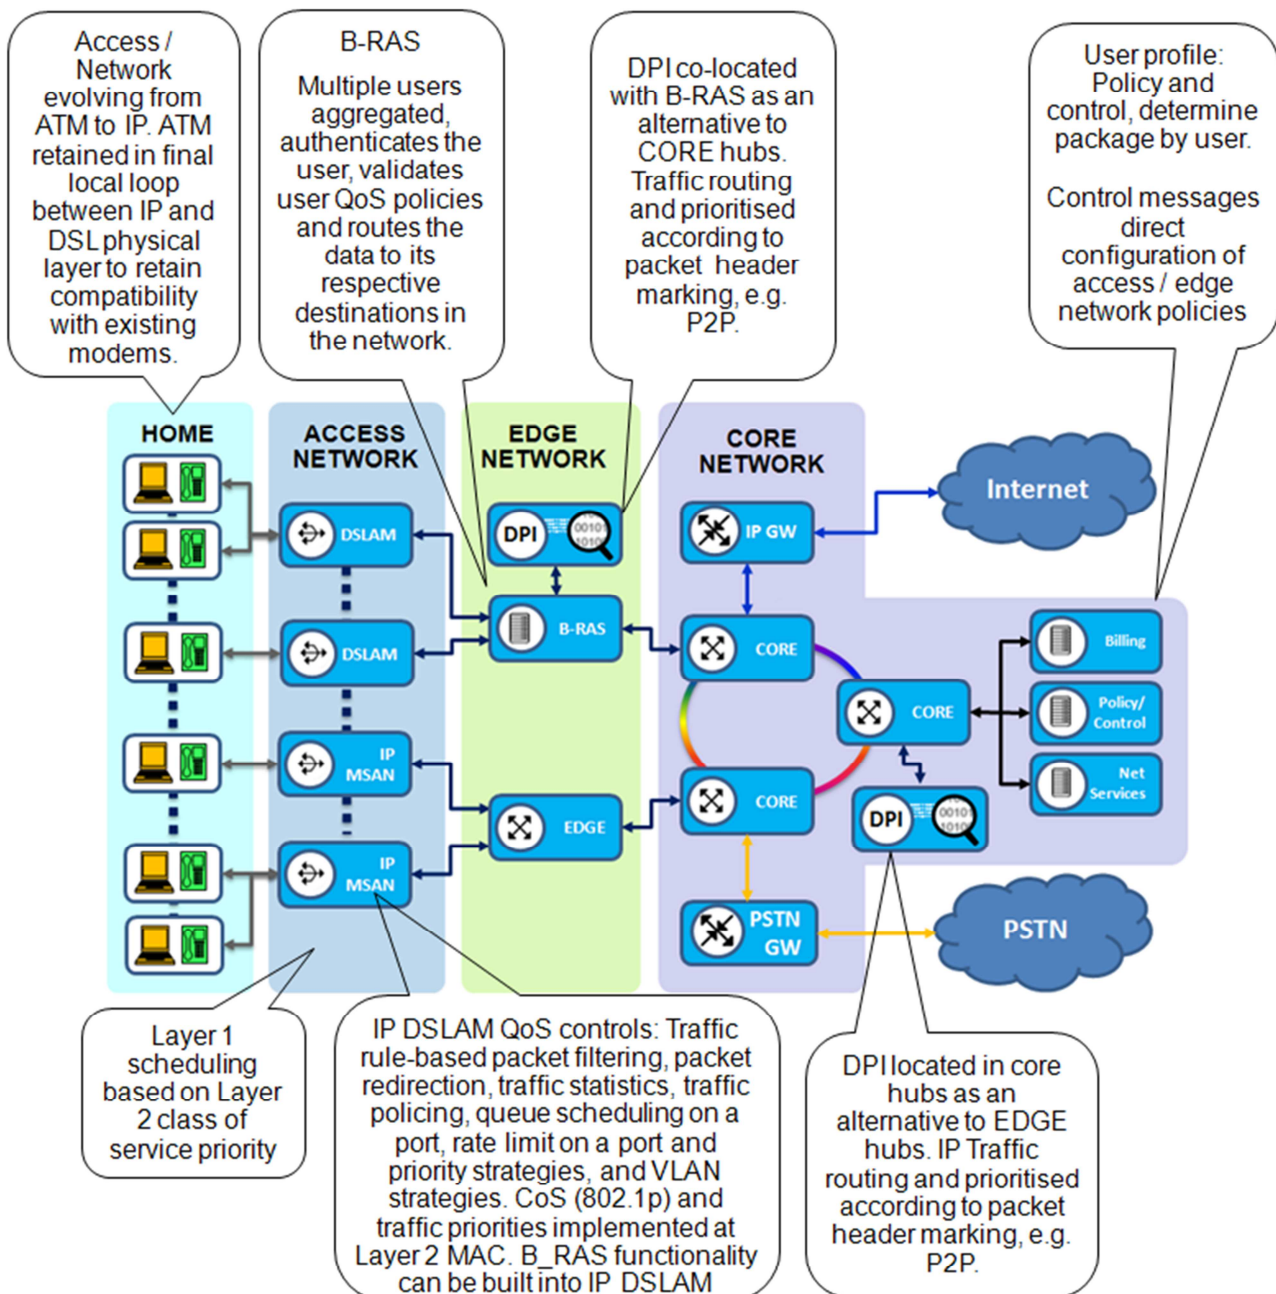 Access /
Network
evolving from
ATM to IP. ATM
retained in final
local loop
between IP and
DSL physical
layer to retain
compatibility
with existing
modems.
B-RAS
Multiple users
aggregated,
authenticates the
user, validates
user QoS policies
and routes the
data to its
respective
destinations in
the network.
DPI co-located
with B-RAS as an
alternative to
CORE hubs.
Traffic routing
and prioritised
according to
packet header
marking, e.g.
P2P.
User profile:
Policy and
control, determine
package by user.
Control messages
direct
configuration of
access / edge
network policies
HOME
ACCESS
NETWORK
EDGE
NETWORK
CORE
NETWORK
Internet
DSLAM
DPI
00101
10100
IP GW
B-RAS
DSLAM
CORE
Billing
CORE
Policy/
Control
IP
MSAN
CORE
Net
Services
EDGE
DPI
00101
10100
IP
MSAN
PSTN
GW
PSTN
Layer 1
scheduling
based on Layer
2 class of
service priority
IP DSLAM QoS controls: Traffic
rule-based packet filtering, packet
redirection, traffic statistics, traffic
policing, queue scheduling on a
port, rate limit on a port and
priority strategies, and VLAN
strategies. CoS (802.1p) and
traffic priorities implemented at
Layer 2 MAC. B_RAS functionality
can be built into IP DSLAM
DPI located in core
hubs as an
alternative to EDGE
hubs. IP Traffic
routing and prioritised
according to packet
header marking, e.g.
P2P.